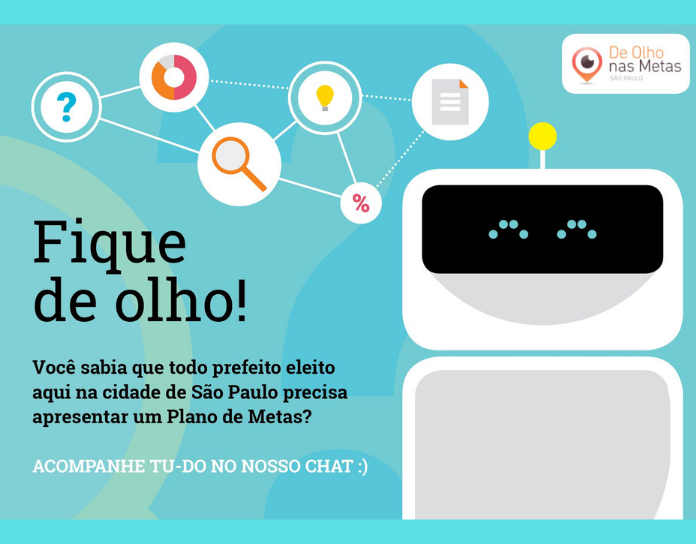 De Olho
nas Metas
SÃO PAULO
?
%
Fique
de olho!
Você sabia que todo prefeito eleito
aqui na cidade de São Paulo precisa
apresentar um Plano de Metas?
ACOMPANHE TU-DO NO NOSSO CHAT :)